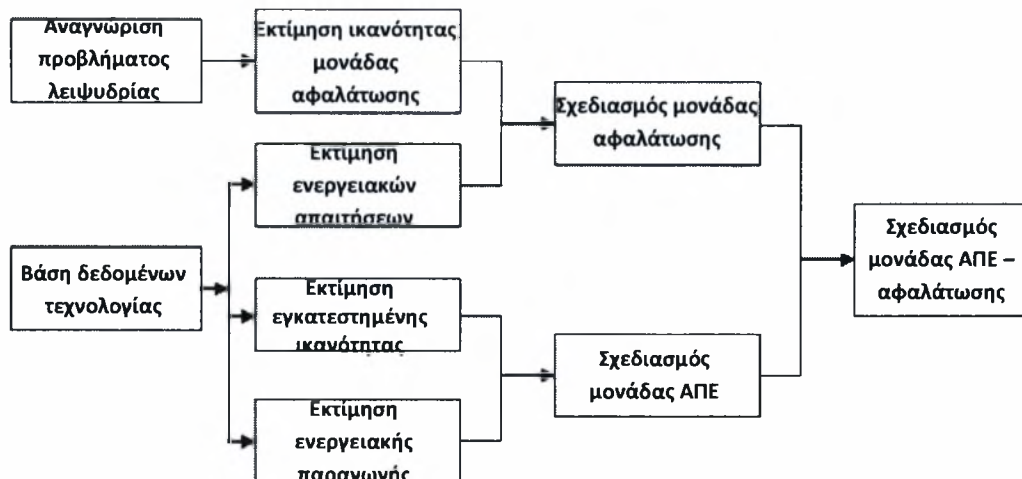 Αναγνώριση
προβλήματος
λειψυδρίας
Εκτίμηση ικανότητας
μονάδας
αφαλάτωσης
Εκτίμηση
ενεργειακών
απαιτήσεων
Βάση δεδομένων
τεχνολογίας
Εκτίμηση
εγκατεστημένης
ικανότητας
Εκτίμηση
ενεργειακής
παραγωγής
Σχεδιασμός μονάδας
αφαλάτωσης
Σχεδιασμός
μονάδας ΑΠΕ
Σχεδιασμός
μονάδας ΑΠΕ –
αφαλάτωσης